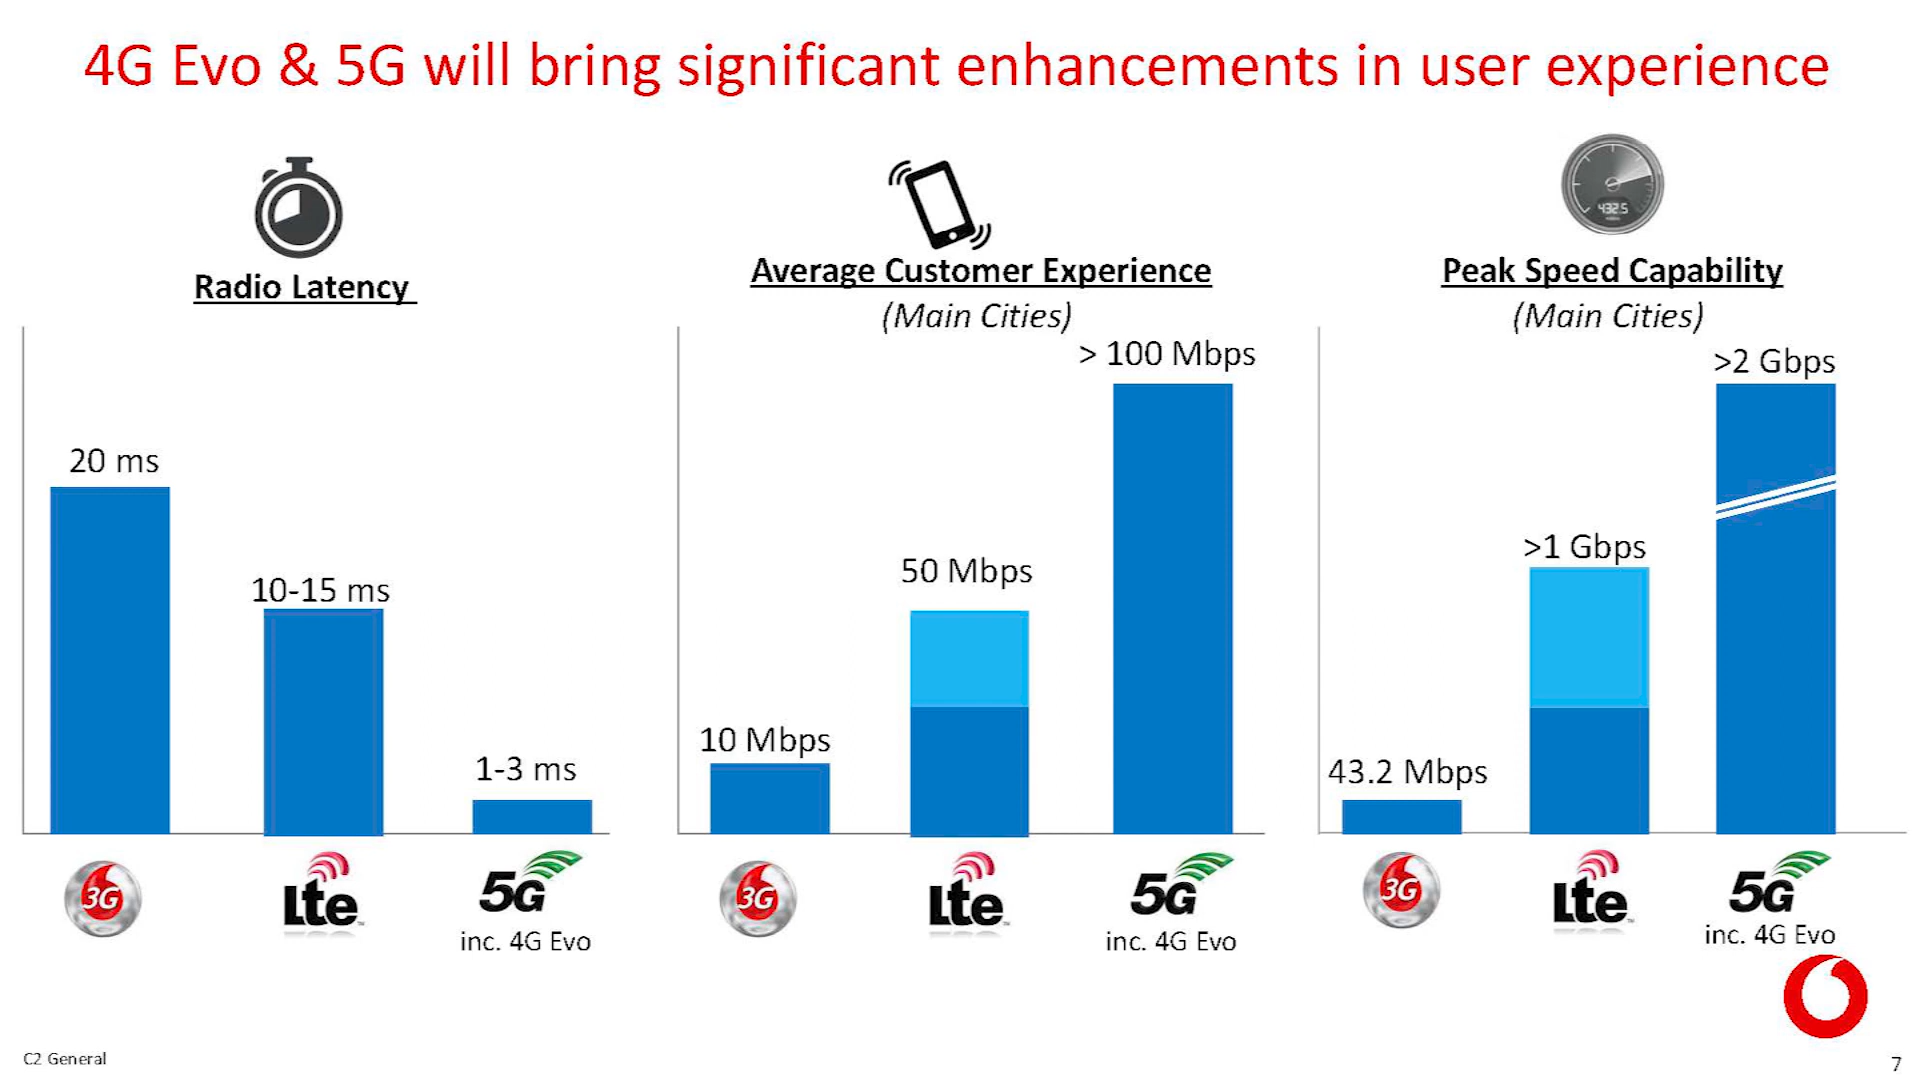 4G Evo & 5G will bring significant enhancements in user experience
Radio Latency
20 ms
10-15 ms
1-3 ms
3G
Lte
5G
inc. 4G Evo
Average Customer Experience
(Main Cities)
> 100 Mbps
50 Mbps
10 Mbps
3G
Lte
5G
inc. 4G Evo
432.5
Peak Speed Capability
(Main Cities)
>2 Gbps
>1 Gbps
43.2 Mbps
3G
Lte
5G
inc. 4G Evo
C2 General
7